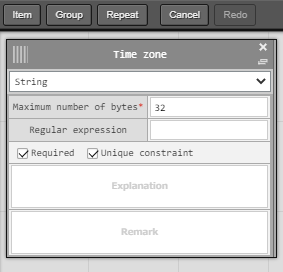 Item Group Repeat Cancel Redo
Time zone
String
Maximum number of bytes* 32
Regular expression
Required Unique constraint
Explanation
Remark